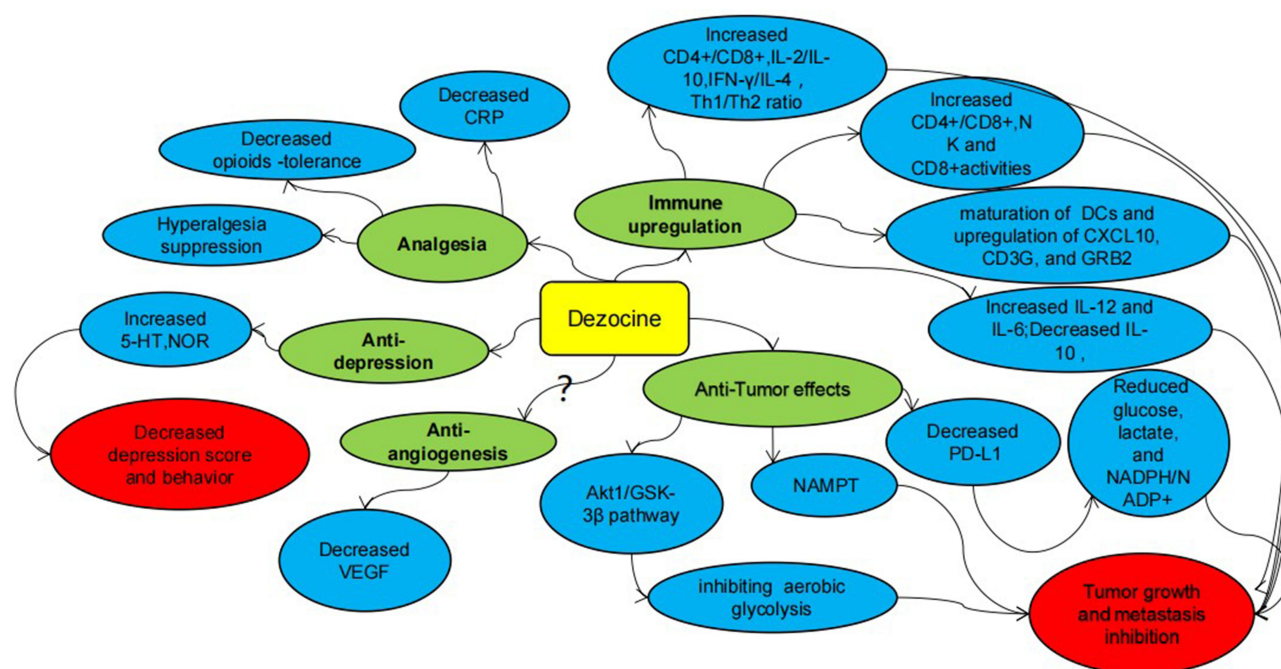 Increased
CD4+/CD8+,IL-2/IL-
10,IFN-γ/IL-4 ,
Th1/Th2 ratio
Decreased
CRP
Increased
CD4+/CD8+,N
K and
CD8+activities
Decreased
opioids -tolerance
Immune
upregulation
maturation of DCs and
upregulation of CXCL10,
CD3G, and GRB2
Hyperalgesia
suppression
Analgesia
Increased IL-12 and
IL-6;Decreased IL-
10 ,
Dezocine
Increased
5-HT,NOR
Anti-
depression
?
Anti-Tumor effects
Reduced
glucose,
lactate,
and
NADPH/N
ADP+
Decreased
depression score
and behavior
Anti-
angiogenesis
Decreased
PD-L1
Akt1/GSK-
3β pathway
NAMPT
Decreased
VEGF
inhibiting aerobic
glycolysis
Tumor growth
and metastasis
inhibition